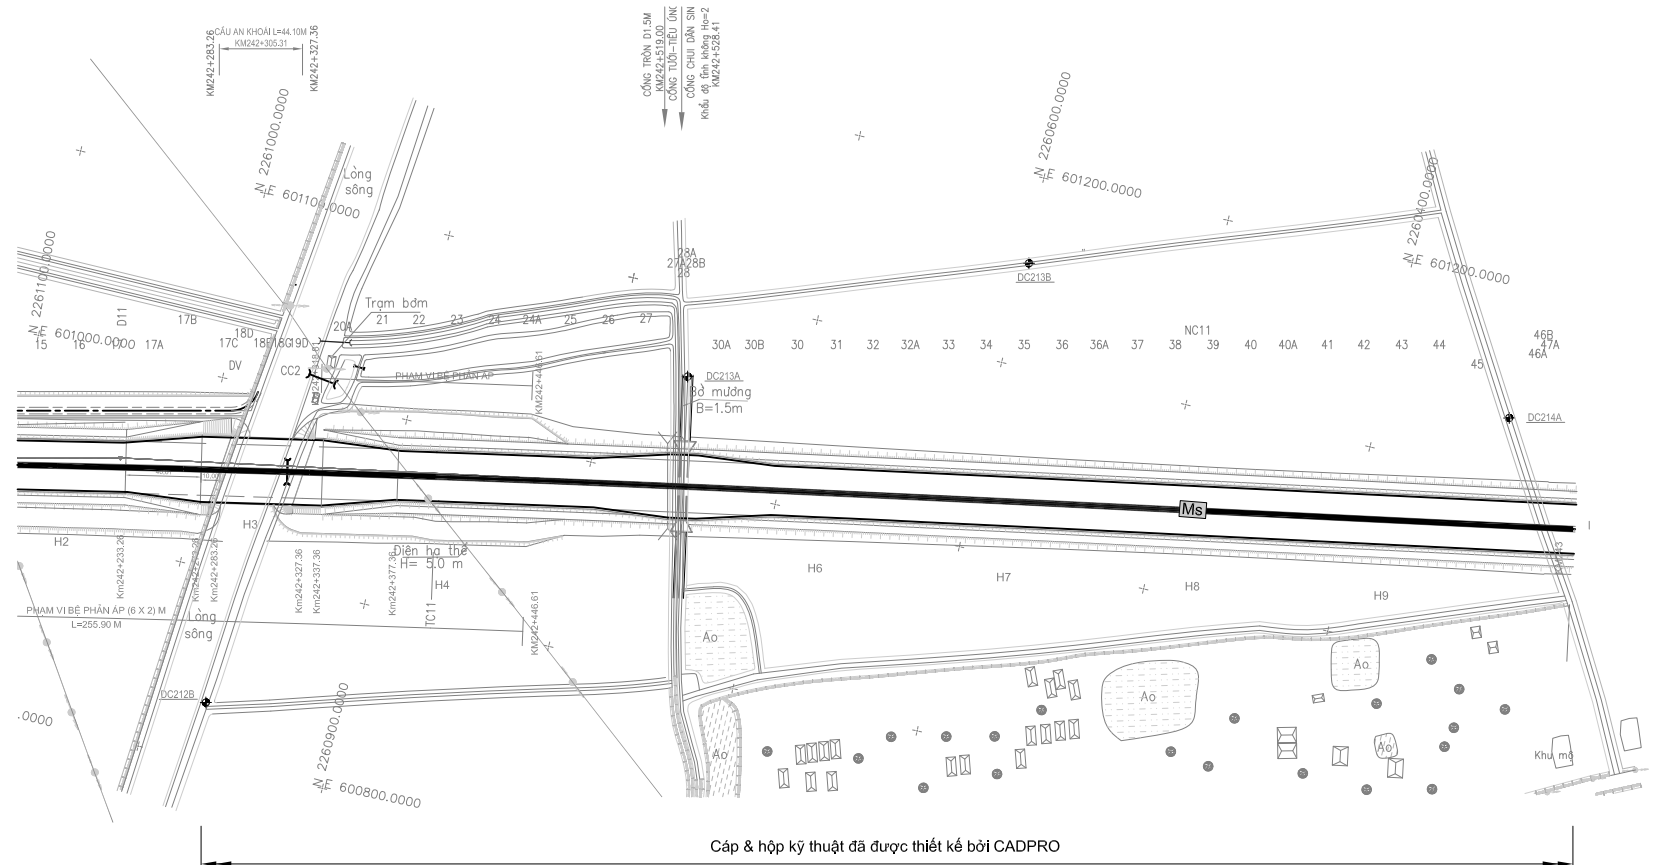 CẦU AN KHOÁI L=44.10M
KM242+305.31
KM242+283.26
KM242+327.36
CỐNG TRÒN D1.5M
KM242+519.00
CỐNG TƯỚI-TIÊU
CỐNG CHUI DÂN SIN
Khẩu độ tĩnh không Ho=2
KM242+528.41
N 2261000.0000
E 601100.0000
N 2260600.0000
E 601200.0000
N 2260400.0000
E 601200.0000
N 2261100.0000
E 601000.0000
Lòng
sông
28A
27A 28B
28
DC213B
Trạm bơm
D11
17B
18D
20A
21
22
23
24
24A
25
26
27
NC11
46B
15
16
17
17A
17C
18F
18G
19D
30A
30B
30
31
32
32A
33
34
35
36
36A
37
38
39
40
40A
41
42
43
44
47A
46A
45
DV
CC2
PHẠM VI BỆ PHẢN ÁP
KM242+446.61
DC213A
Bờ mương
B=1.5m
DC214A
Ms
H2
H3
Điện hạ thế
H= 5.0 m
H4
H6
H7
H8
H9
Km242+233.26
Km242+283.26
Km242+327.36
Km242+337.36
Km242+377.36
TC11
KM242+446.61
PHẠM VI BỆ PHẢN ÁP (6 X 2) M
L=255.90 M
Lòng
sông
DC212B
.0000
N 2260900.0000
E 600800.0000
Ao
Ao
Ao
Ao
Ao
Khu mộ
Cáp & hộp kỹ thuật đã được thiết kế bởi CADPRO